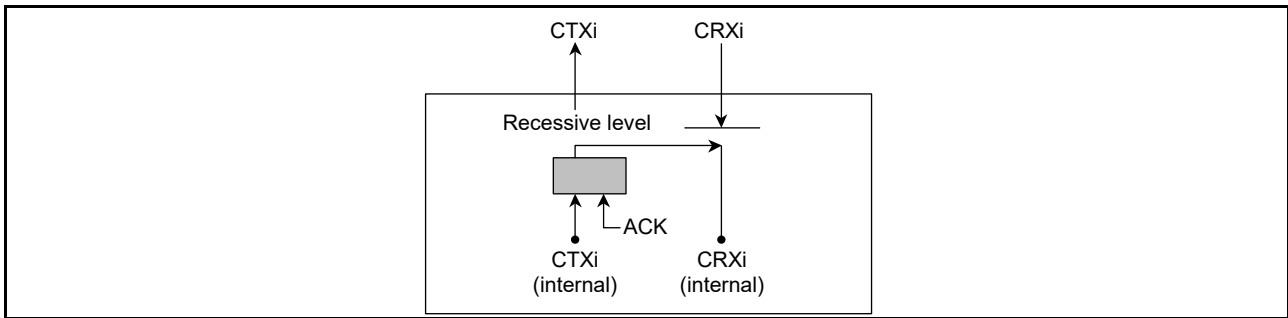 CTXi CRXi
Recessive level
ACK
CTXi CRXi
(internal) (internal)